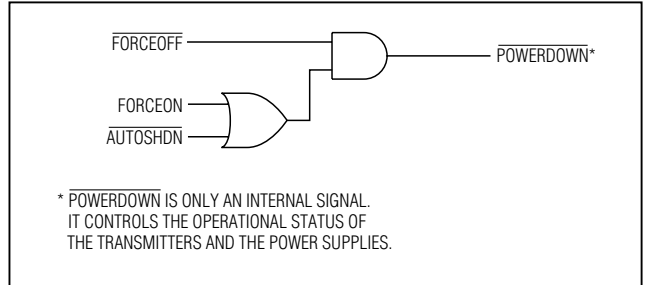 FORCEOFF
POWERDOWN*
FORCEON
AUTOSHDN
* POWERDOWN IS ONLY AN INTERNAL SIGNAL.
IT CONTROLS THE OPERATIONAL STATUS OF
THE TRANSMITTERS AND THE POWER SUPPLIES.